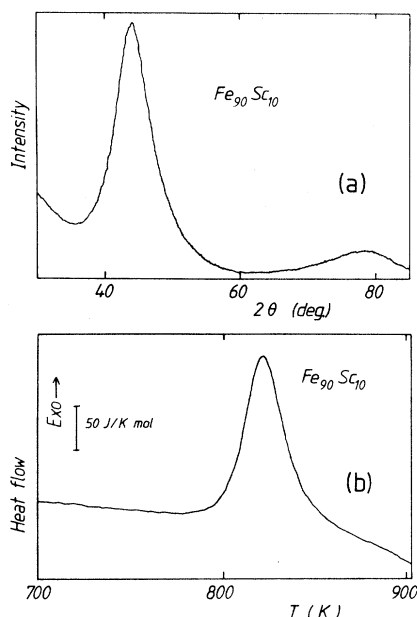 Intensity
Fe90 Sc10
(a)
40
60
80
2θ (deg.)
Exo→
50 J/K mol
Fe90 Sc10
(b)
Heat flow
700
800
900
T (K)